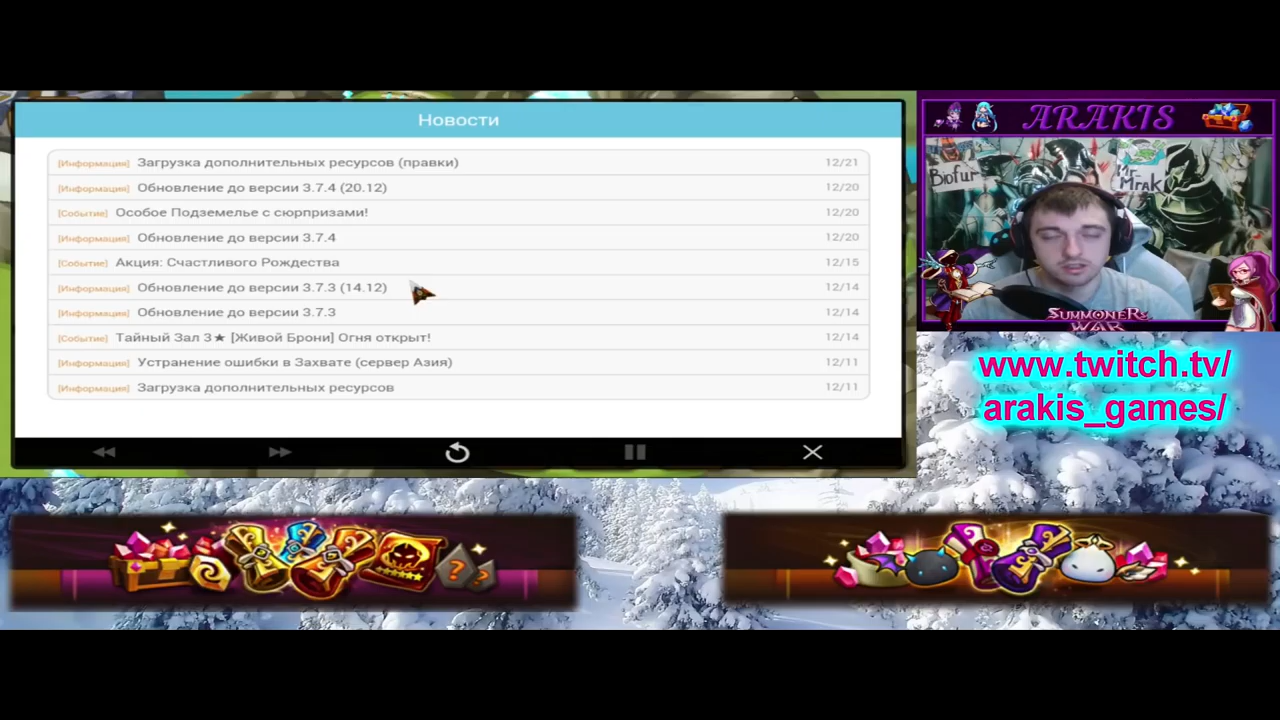 Новости
[Информация] Загрузка дополнительных ресурсов (правки) 12/21
[Информация] Обновление до версии 3.7.4 (20.12) 12/20
[Событие] Особое Подземелье с сюрпризами! 12/20
[Информация] Обновление до версии 3.7.4 12/20
[Событие] Акция: Счастливого Рождества 12/15
[Информация] Обновление до версии 3.7.3 (14.12) 12/14
[Информация] Обновление до версии 3.7.3 12/14
[Событие] Тайный Зал 3★ [Живой Брони] Огня открыт! 12/14
[Информация] Устранение ошибки в Захвате (сервер Азия) 12/11
[Информация] Загрузка дополнительных ресурсов 12/11
ARAKIS
Biofur
Mr.
Mrak
SUMMONERS
WAR
www.twitch.tv/
arakis_games/
? ?